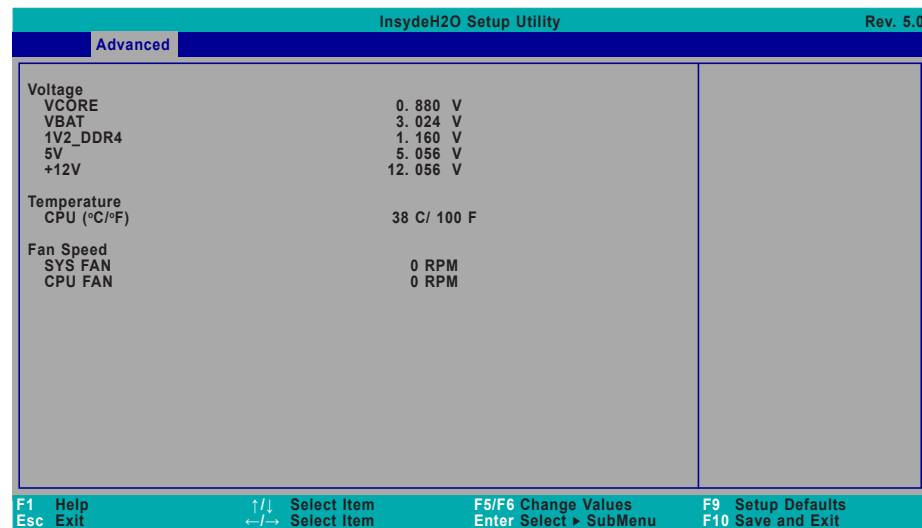 InsydeH2O Setup Utility Rev. 5.0
Advanced
Voltage
VCORE 0. 880 V
VBAT 3. 024 V
1V2_DDR4 1. 160 V
5V 5. 056 V
+12V 12. 056 V
Temperature
CPU (°C/°F) 38 C/ 100 F
Fan Speed
SYS FAN 0 RPM
CPU FAN 0 RPM
F1 Help ↑/↓ Select Item F5/F6 Change Values F9 Setup Defaults
Esc Exit ←/→ Select Item Enter Select ▶ SubMenu F10 Save and Exit